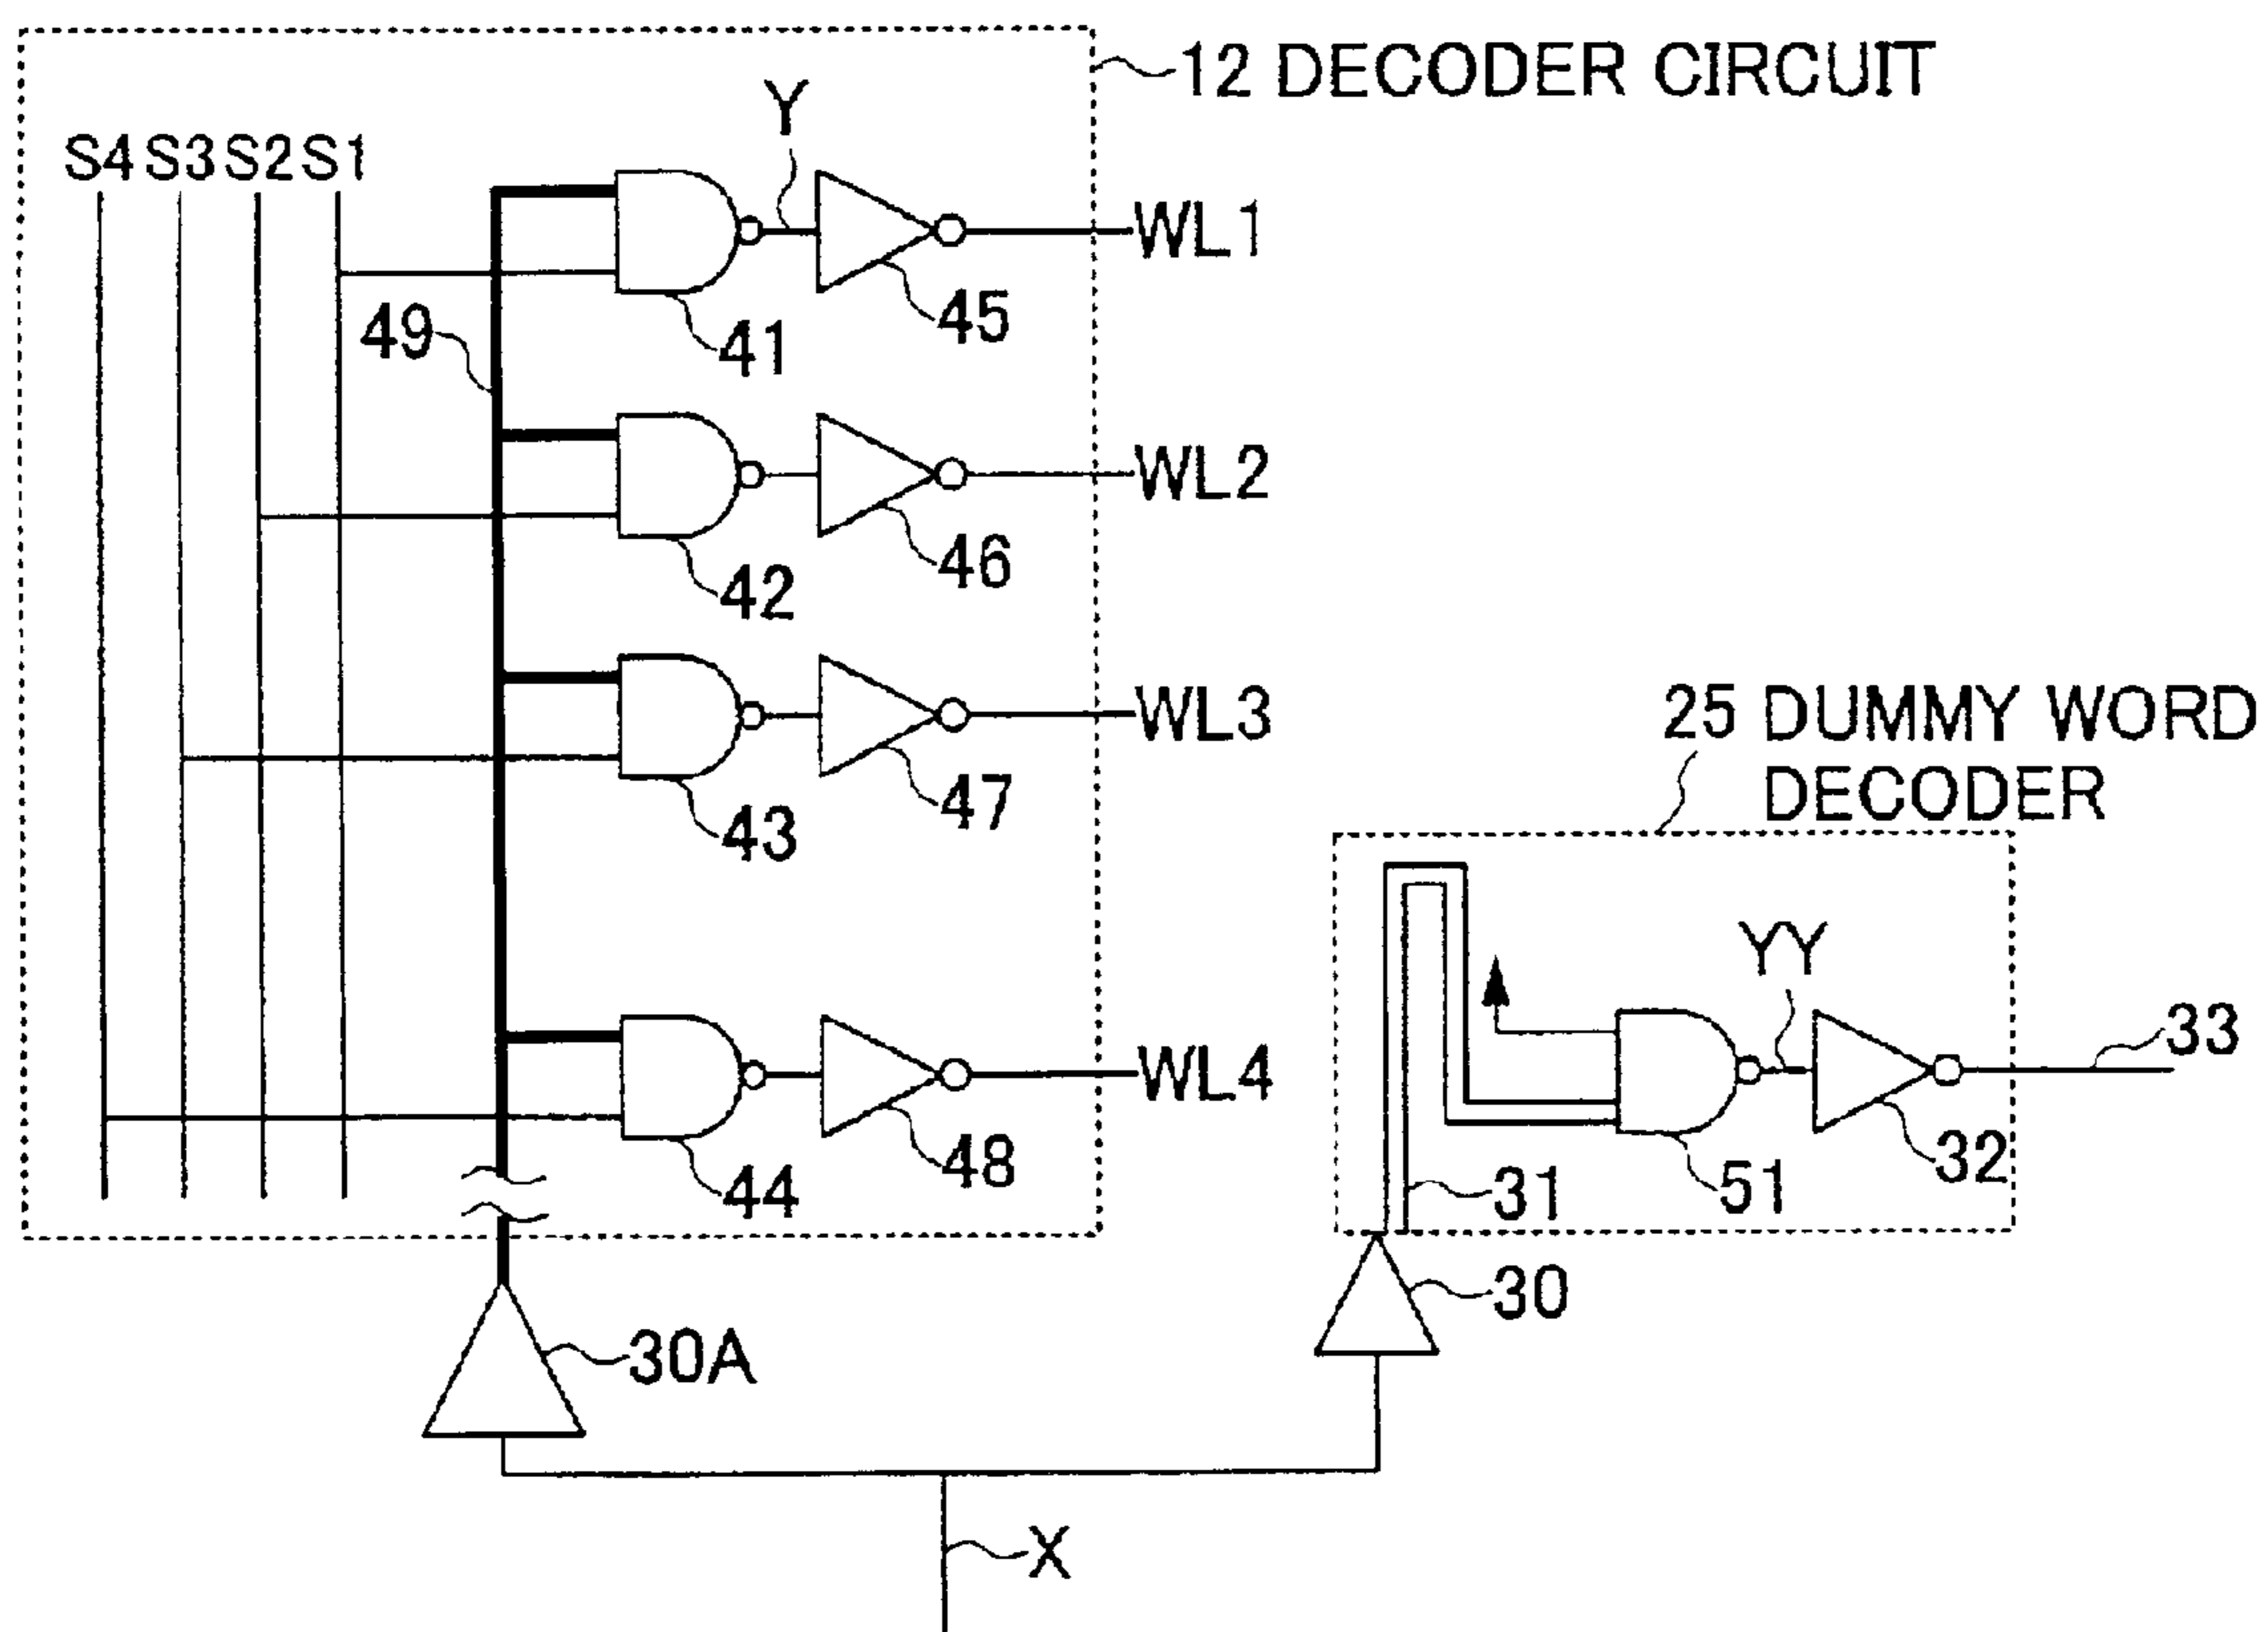 12 DECODER CIRCUIT
Y
S4 S3 S2 S1
WL1
49
41
45
WL2
42
46
WL3
43
47
25 DUMMY WORD
DECODER
YY
33
WL4
44
48
31
51
32
30
30A
X